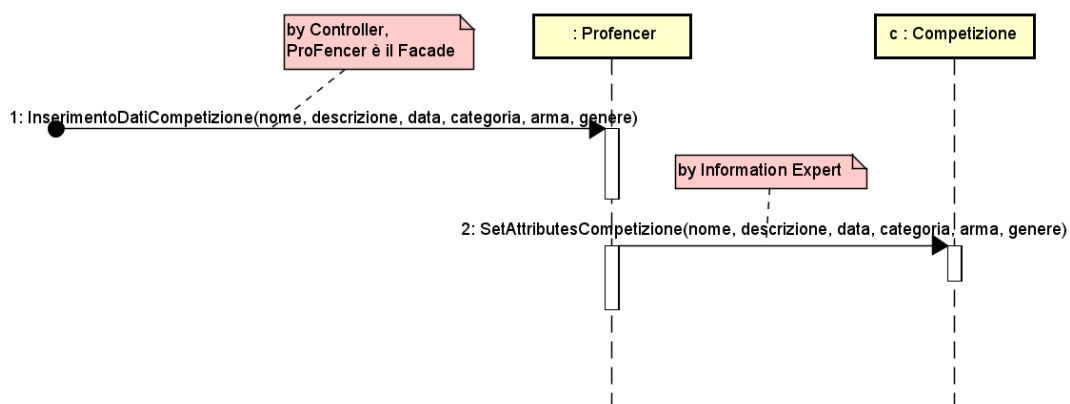 by Controller,
ProFencer è il Facade
: Profencer
c : Competizione
1: InserimentoDatiCompetizione(nome, descrizione, data, categoria, arma, genere)
by Information Expert
2: SetAttributesCompetizione(nome, descrizione, data, categoria, arma, genere)